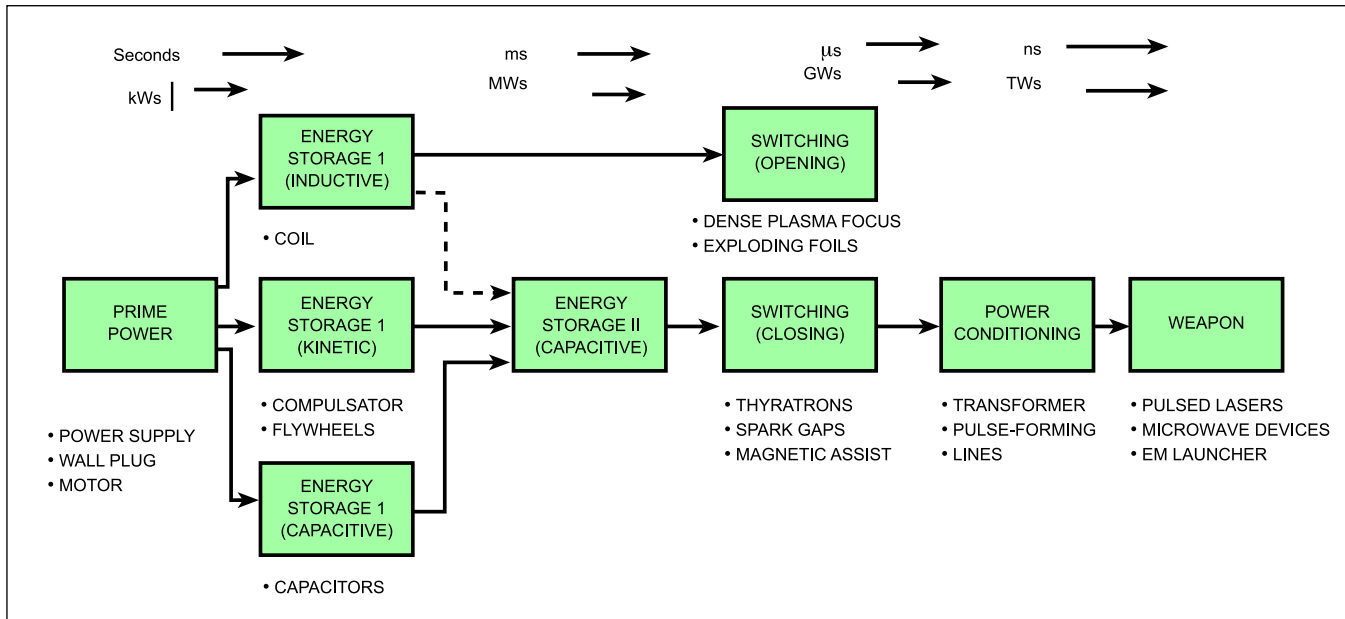 Seconds
kWs
ms
MWs
μs
GWs
ns
TWs
ENERGY
STORAGE 1
(INDUCTIVE)
• COIL
SWITCHING
(OPENING)
• DENSE PLASMA FOCUS
• EXPLODING FOILS
PRIME
POWER
• POWER SUPPLY
• WALL PLUG
• MOTOR
ENERGY
STORAGE 1
(KINETIC)
• COMPULSATOR
• FLYWHEELS
ENERGY
STORAGE 1
(CAPACITIVE)
• CAPACITORS
ENERGY
STORAGE II
(CAPACITIVE)
SWITCHING
(CLOSING)
• THYRATRONS
• SPARK GAPS
• MAGNETIC ASSIST
POWER
CONDITIONING
• TRANSFORMER
• PULSE-FORMING
• LINES
WEAPON
• PULSED LASERS
• MICROWAVE DEVICES
• EM LAUNCHER